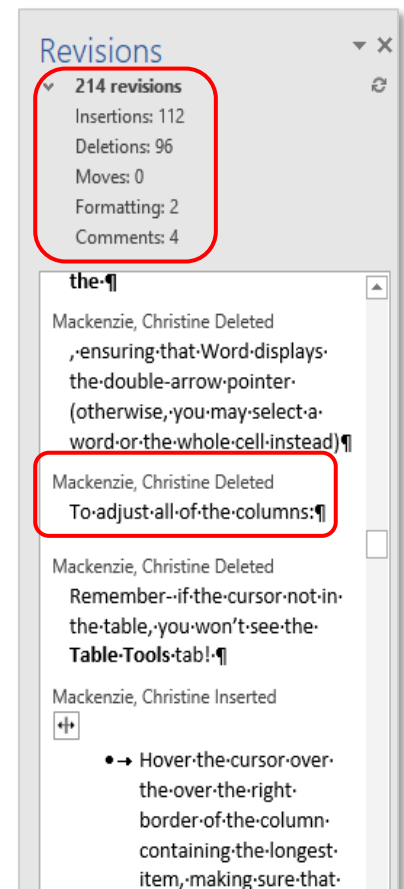 Revisions
214 revisions
Insertions: 112
Deletions: 96
Moves: 0
Formatting: 2
Comments: 4
the·¶
Mackenzie, Christine Deleted
,·ensuring·that·Word·displays·
the·double-arrow·pointer·
(otherwise,·you·may·select·a·
word·or·the·whole·cell·instead)¶
Mackenzie, Christine Deleted
To·adjust·all·of·the·columns:¶
Mackenzie, Christine Deleted
Remember-·if·the·cursor·not·in·
the·table,·you·won’t·see·the·
Table·Tools·tab!·¶
Mackenzie, Christine Inserted
•→ Hover·the·cursor·over·
the·over·the·right·
border·of·the·column·
containing·the·longest·
item,·making·sure·that·